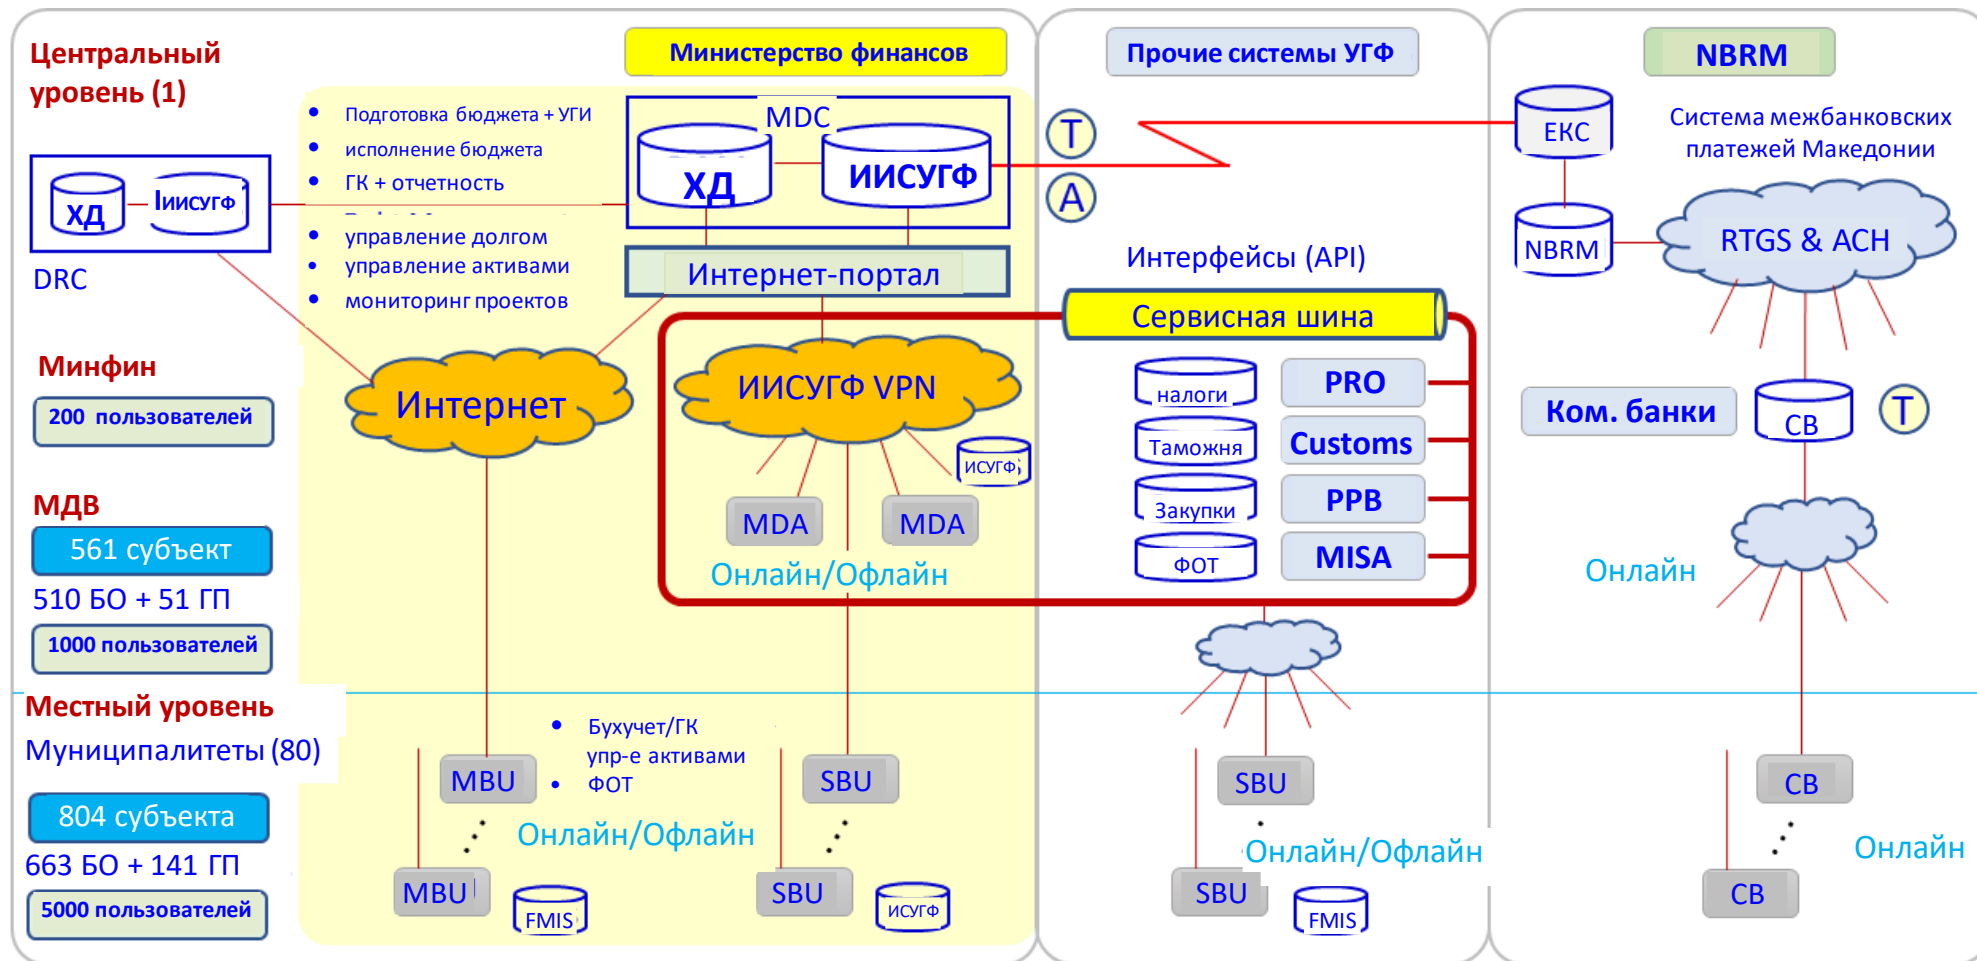 Центральный
уровень (1)
Министерство финансов
Прочие системы УГФ
NBRM
• Подготовка бюджета + УГИ
• исполнение бюджета
• ГК + отчетность
• управление долгом
• управление активами
• мониторинг проектов
MDC
ХД
ИИСУГФ
ХД
Iиисугф
DRC
Интернет-портал
T
A
ЕКС
NBRM
Система межбанковских
платежей Македонии
RTGS & ACH
Интерфейсы (API)
Сервисная шина
Минфин
200 пользователей
Интернет
ИИСУГФ VPN
ИСУГФ
MDA
MDA
Онлайн/Офлайн
налоги
PRO
Таможня
Customs
Закупки
PPB
ФОТ
MISA
Ком. банки
CB
T
Онлайн
МДВ
561 субъект
510 БО + 51 ГП
1000 пользователей
Местный уровень
Муниципалитеты (80)
804 субъекта
663 БО + 141 ГП
5000 пользователей
• Бухучет/ГК
упр-е активами
• ФОТ
MBU
SBU
Онлайн/Офлайн
MBU
FMIS
SBU
ИСУГФ
SBU
Онлайн/Офлайн
SBU
FMIS
CB
Онлайн
CB